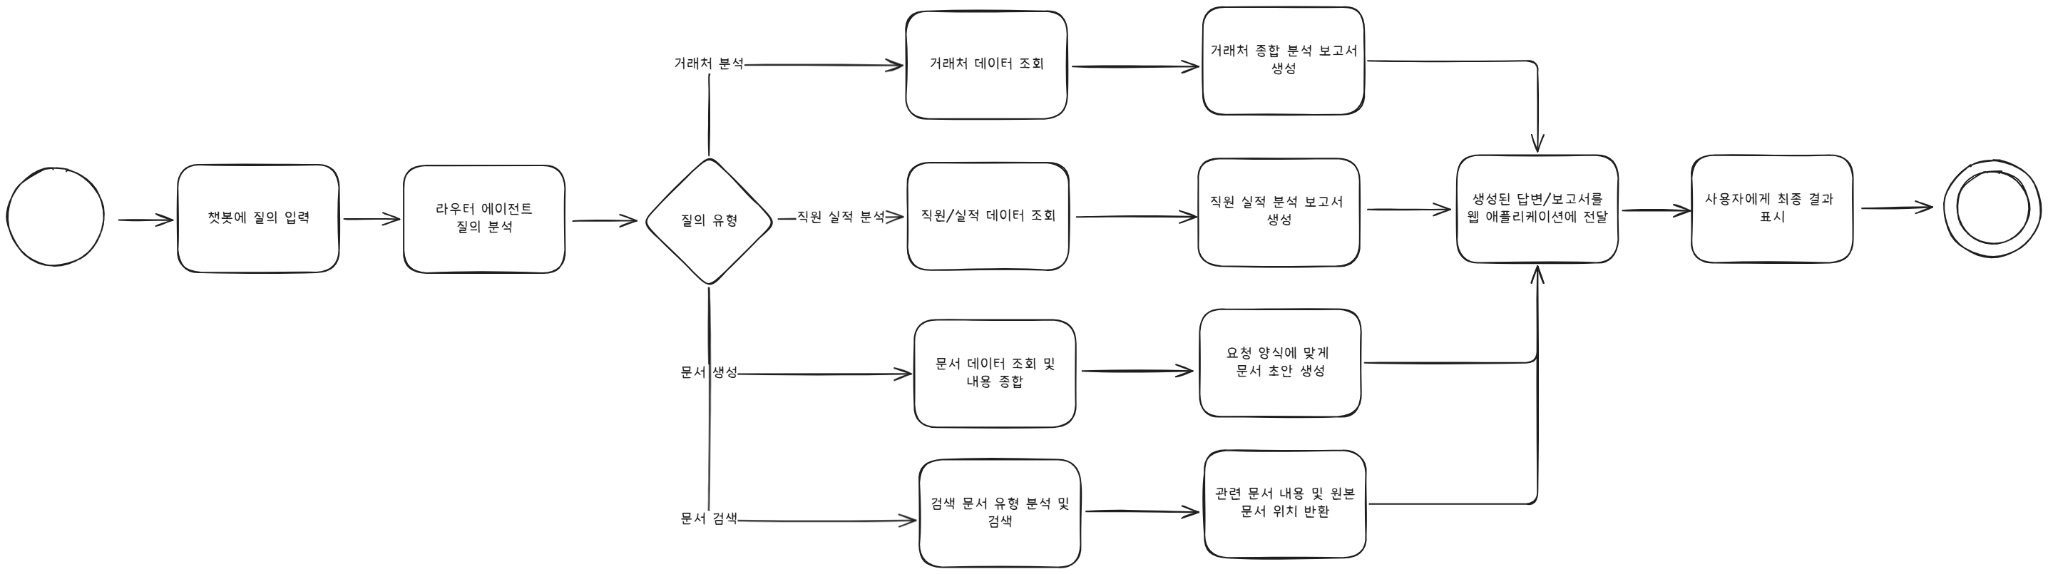 챗봇에 질의 입력
라우터 에이전트
질의 분석
질의 유형
거래처 분석
거래처 데이터 조회
거래처 종합 분석 보고서
생성
직원 실적 분석
직원/실적 데이터 조회
직원 실적 분석 보고서
생성
문서 생성
문서 데이터 조회 및
내용 종합
요청 양식에 맞게
문서 초안 생성
문서 검색
검색 문서 유형 분석 및
검색
관련 문서 내용 및 원본
문서 위치 반환
생성된 답변/보고서를
웹 애플리케이션에 전달
사용자에게 최종 결과
표시